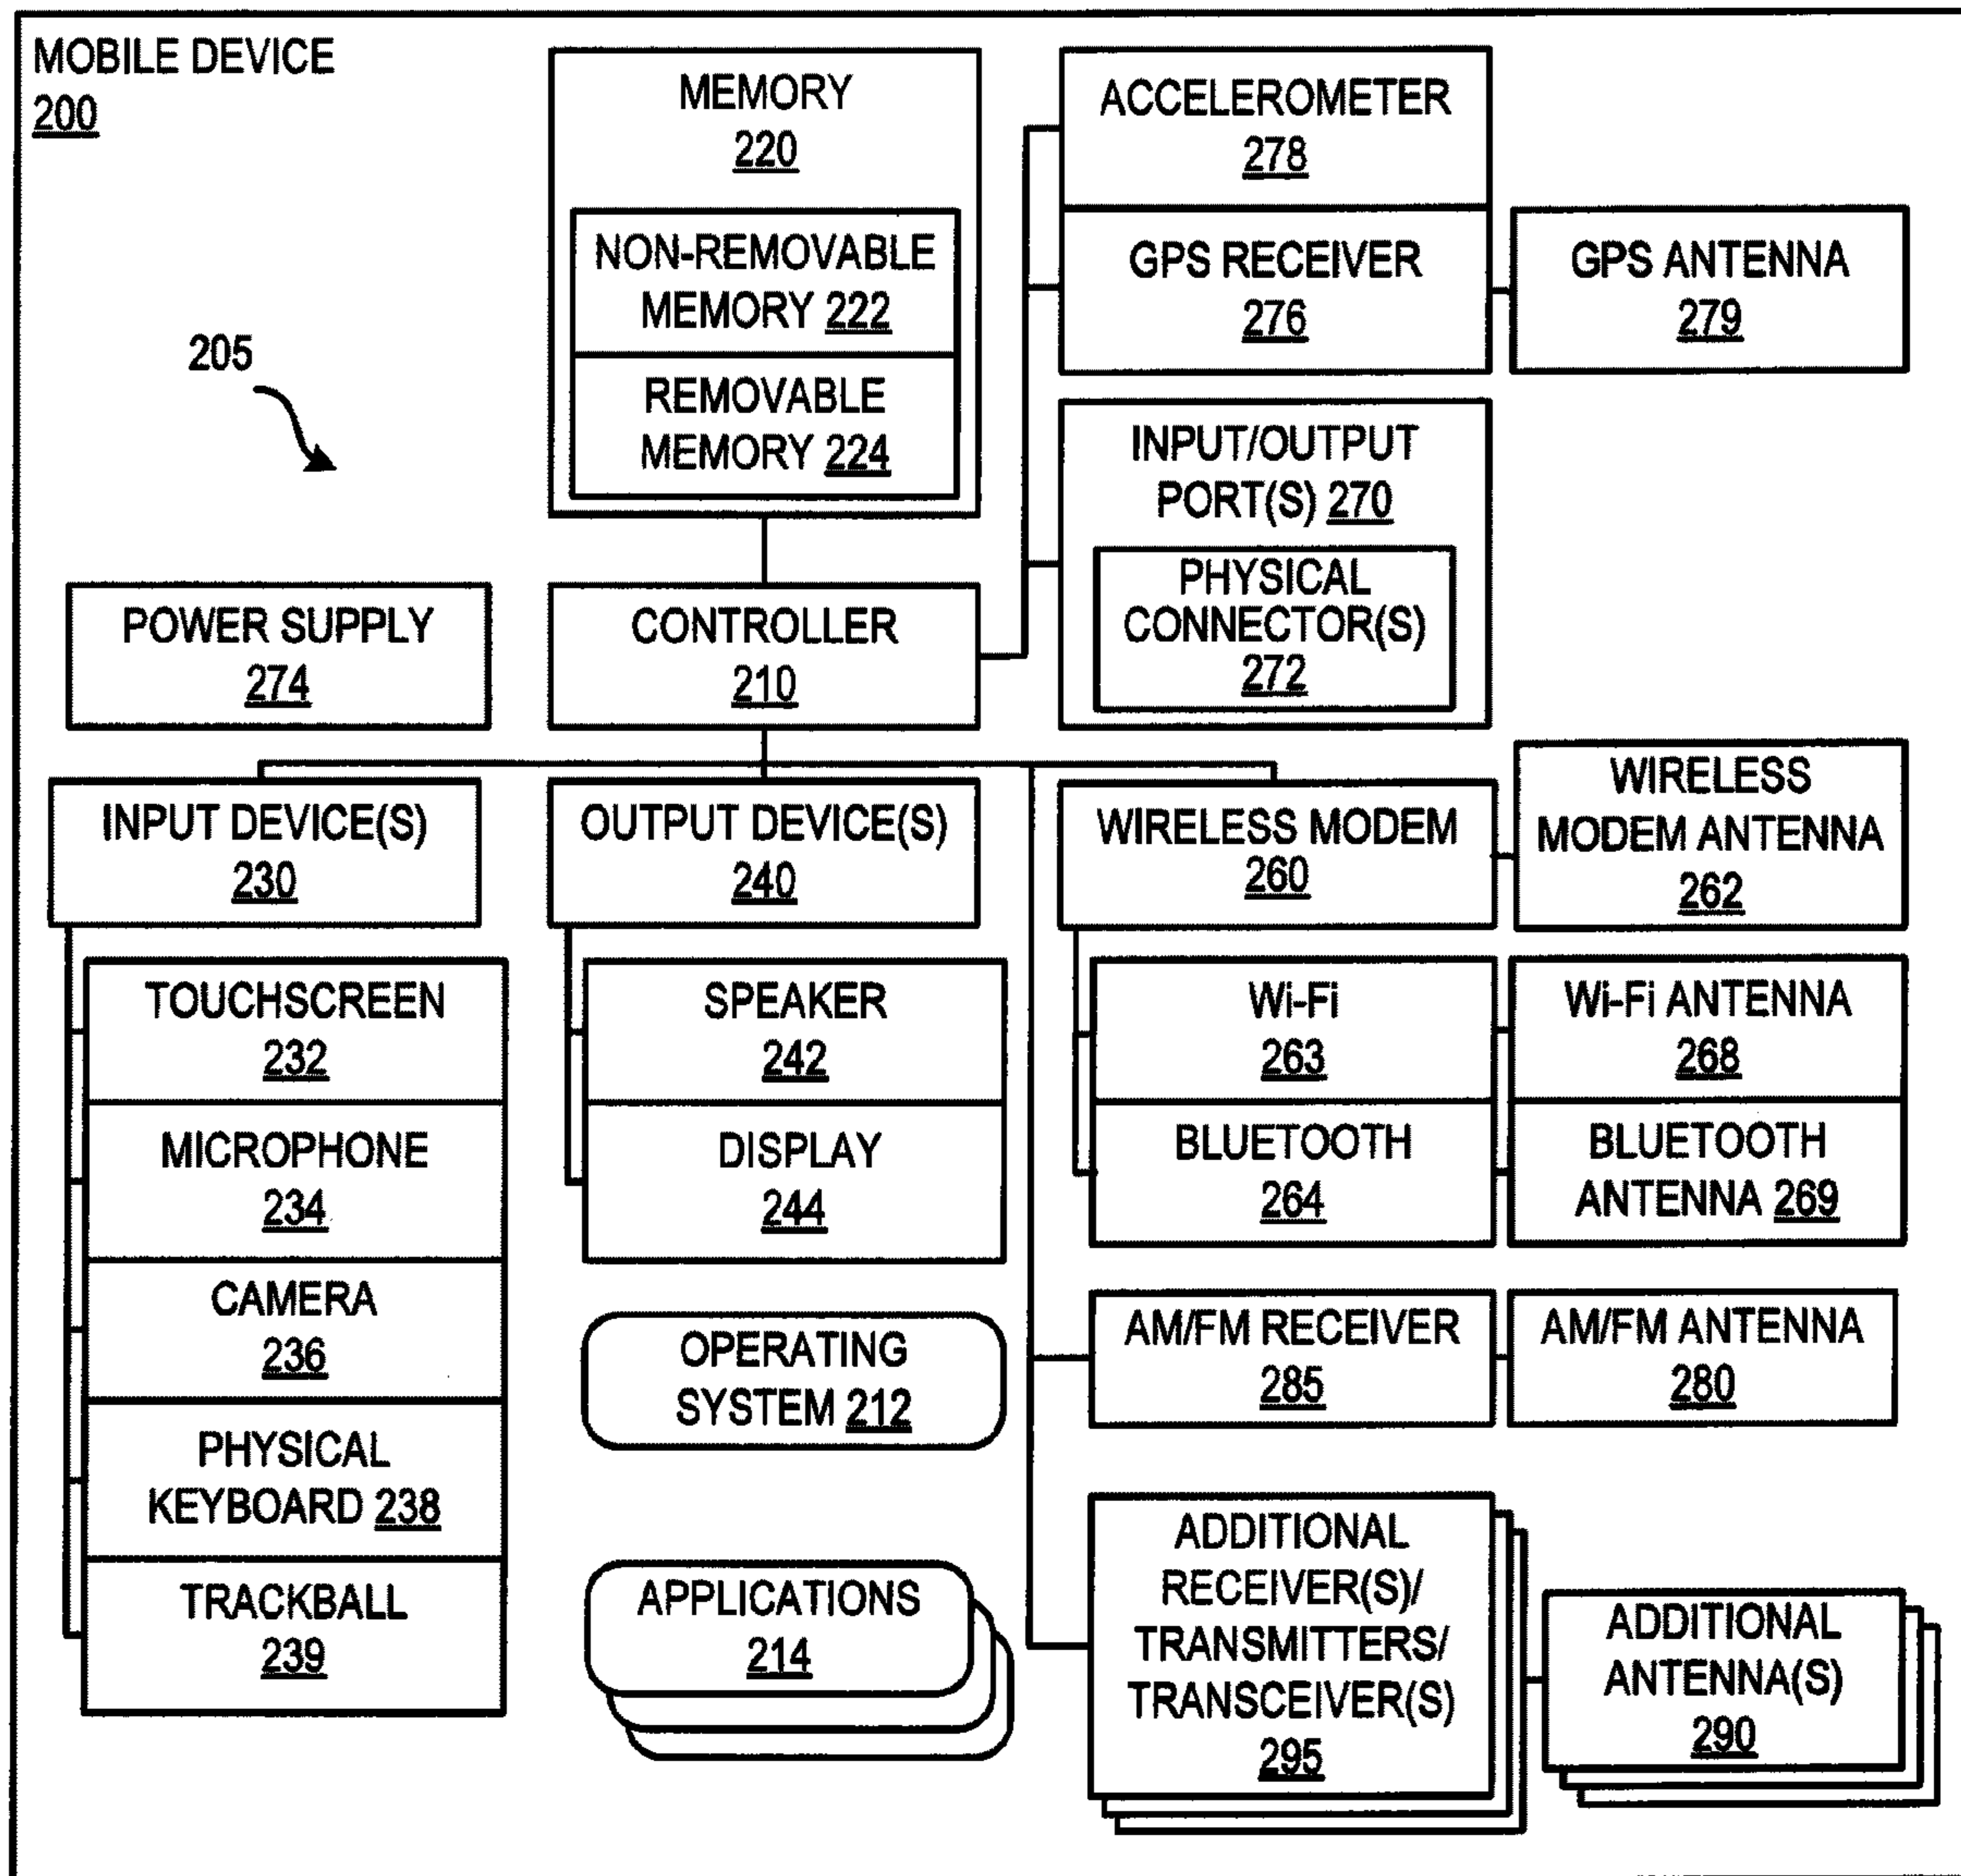 MOBILE DEVICE
200
205
MEMORY
220
NON-REMOVABLE
MEMORY 222
REMOVABLE
MEMORY 224
ACCELEROMETER
278
GPS RECEIVER
276
GPS ANTENNA
279
INPUT/OUTPUT
PORT(S) 270
PHYSICAL
CONNECTOR(S)
272
POWER SUPPLY
274
CONTROLLER
210
INPUT DEVICE(S)
230
OUTPUT DEVICE(S)
240
WIRELESS MODEM
260
WIRELESS
MODEM ANTENNA
262
TOUCHSCREEN
232
MICROPHONE
234
CAMERA
236
PHYSICAL
KEYBOARD 238
TRACKBALL
239
SPEAKER
242
DISPLAY
244
OPERATING
SYSTEM 212
APPLICATIONS
214
Wi-Fi
263
Wi-Fi ANTENNA
268
BLUETOOTH
264
BLUETOOTH
ANTENNA 269
AM/FM RECEIVER
285
AM/FM ANTENNA
280
ADDITIONAL
RECEIVER(S)/
TRANSMITTERS/
TRANSCEIVER(S)
295
ADDITIONAL
ANTENNA(S)
290